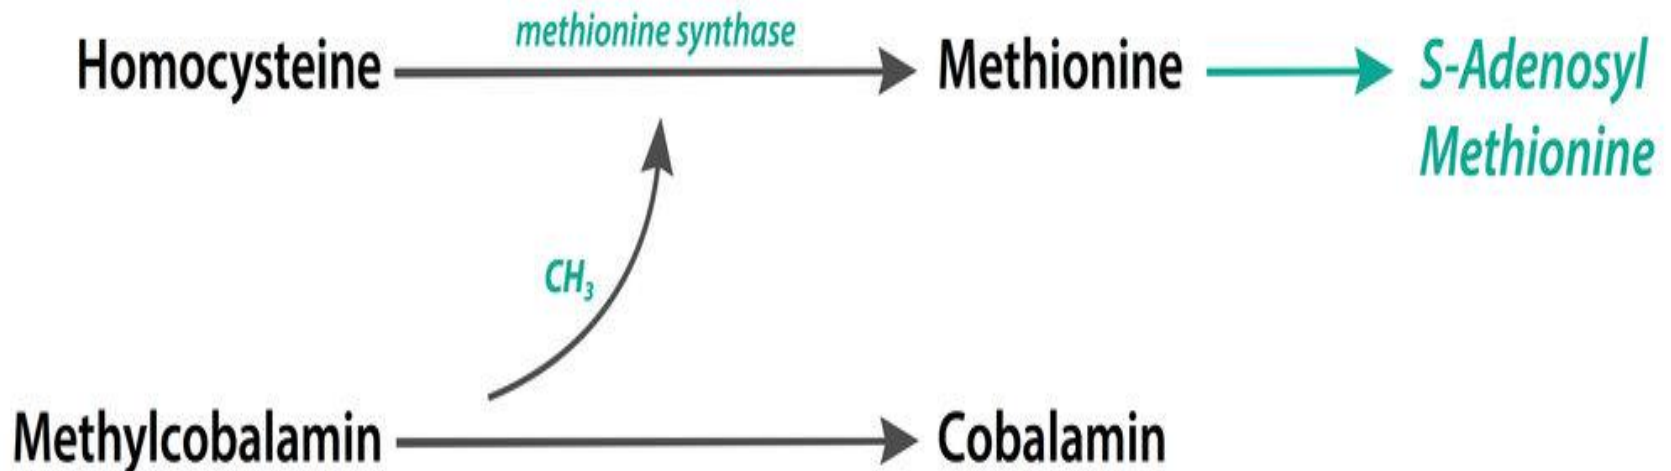 methionine synthase
Homocysteine
Methionine
S-Adenosyl
Methionine
CH₃
Methylcobalamin
Cobalamin